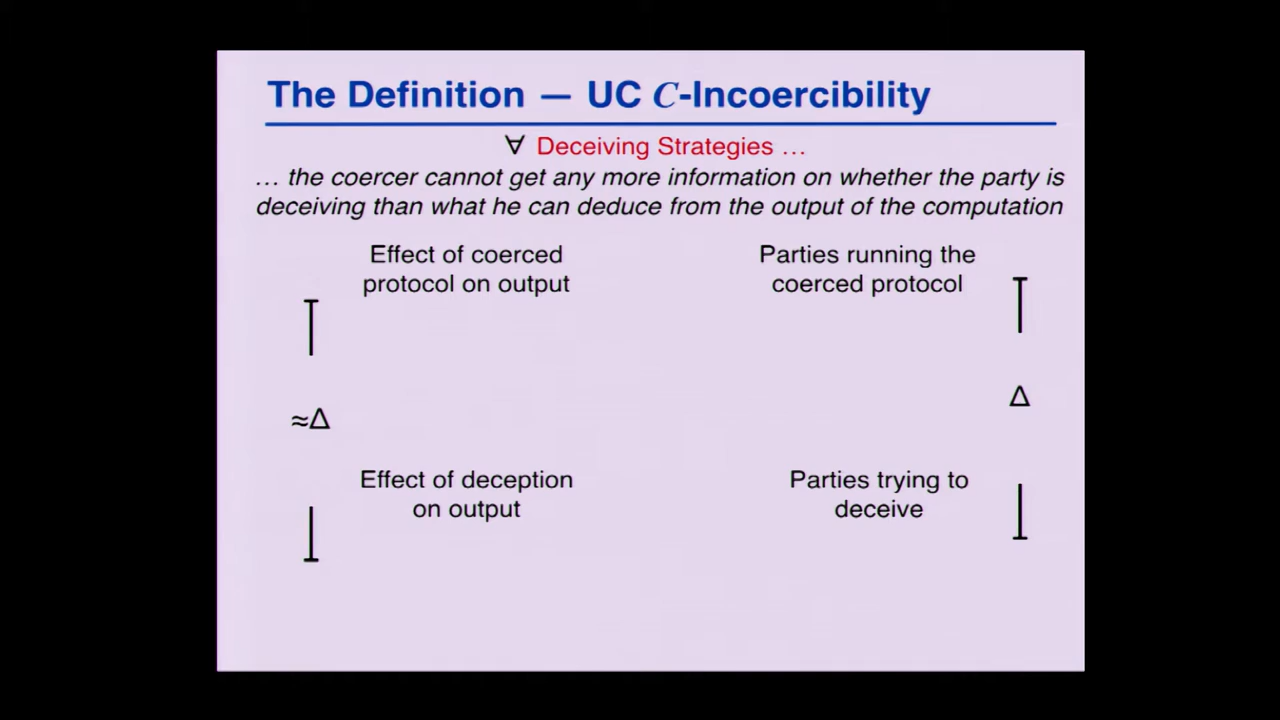 The Definition — UC C-Incoercibility
∀ Deceiving Strategies …
… the coercer cannot get any more information on whether the party is
deceiving than what he can deduce from the output of the computation
Effect of coerced
protocol on output
Parties running the
coerced protocol
≈Δ
Δ
Effect of deception
on output
Parties trying to
deceive